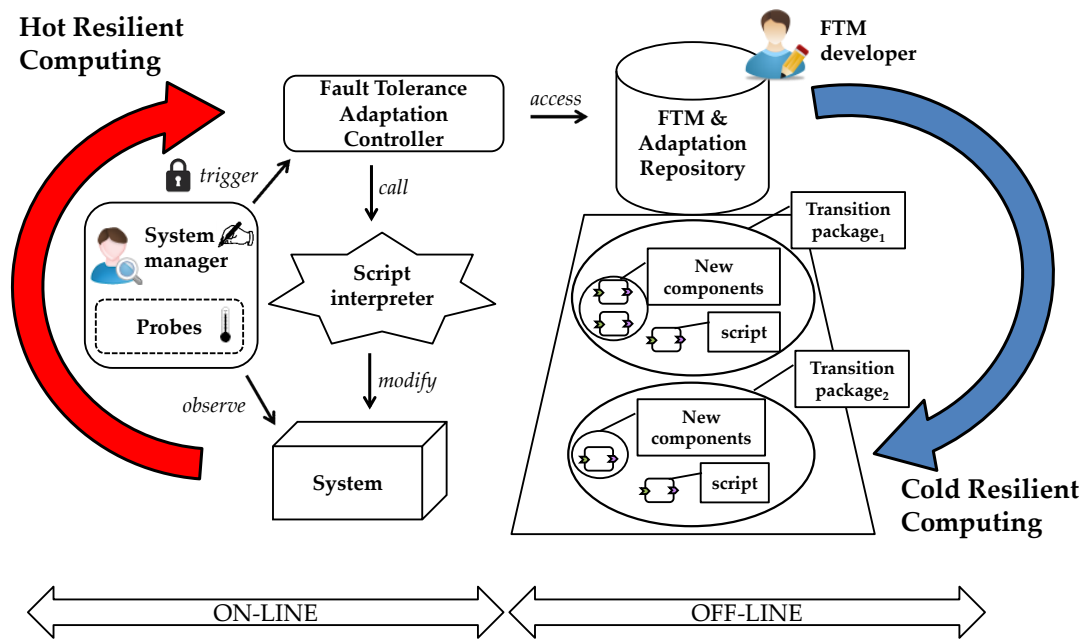 Hot Resilient
Computing
FTM
developer
Fault Tolerance
Adaptation
Controller
access
FTM &
Adaptation
Repository
trigger
call
System
manager
Probes
Script
interpreter
Transition
package₁
New
components
script
observe
modify
Transition
package₂
New
components
script
System
Cold Resilient
Computing
ON-LINE
OFF-LINE